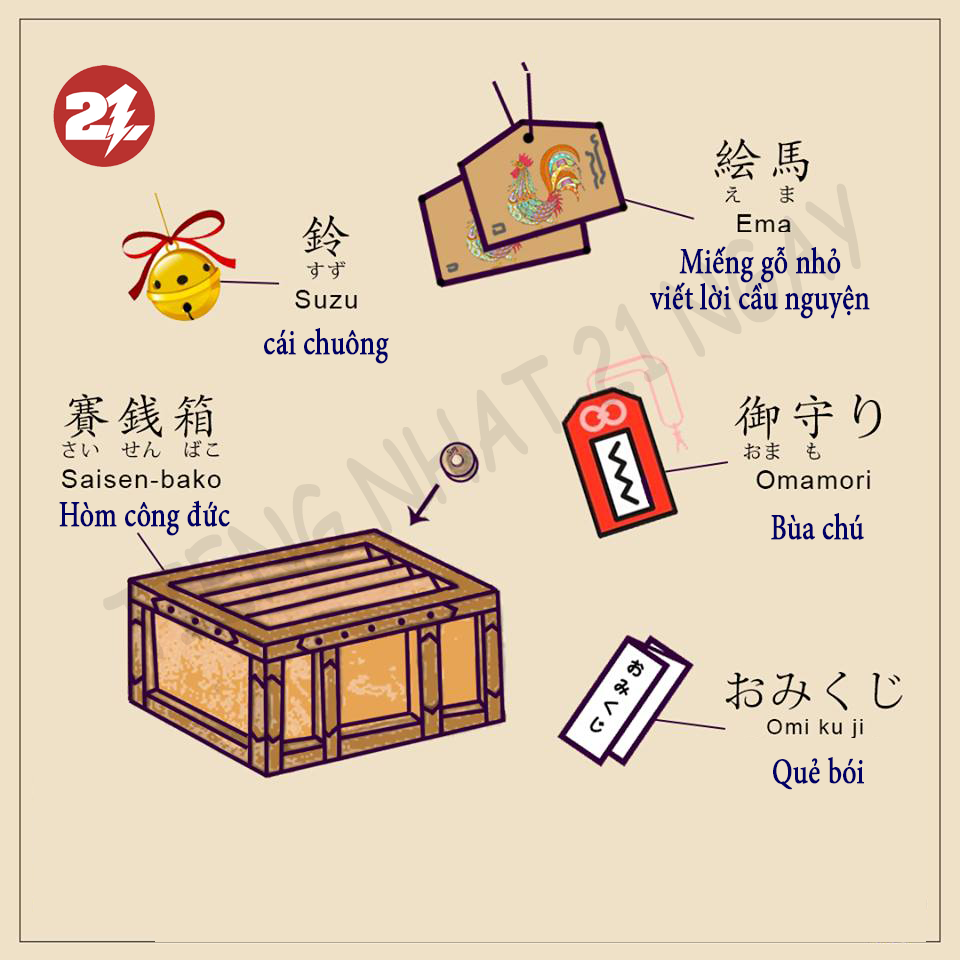 21
鈴
すず
Suzu
cái chuông
絵馬
え ま
Ema
Miếng gỗ nhỏ
viết lời cầu nguyện
賽銭箱
さい せん ばこ
Saisen-bako
Hòm công đức
御守り
おま も
Omamori
Bùa chú
おみくじ
おみくじ
Omi ku ji
Quẻ bói
TIENG NHAT 21 NGAY